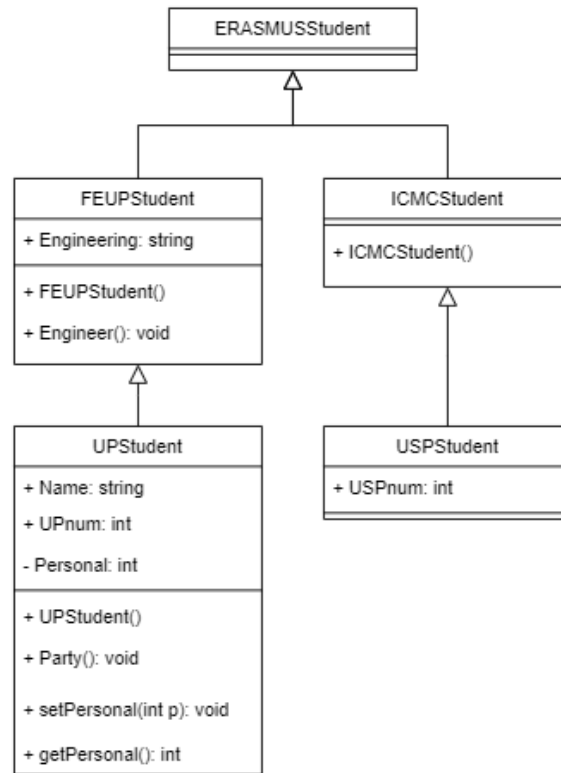 ERASMUSStudent
FEUPStudent
+ Engineering: string
+ FEUPStudent()
+ Engineer(): void
ICMCStudent
+ ICMCStudent()
UPStudent
+ Name: string
+ UPnum: int
- Personal: int
+ UPStudent()
+ Party(): void
+ setPersonal(int p): void
+ getPersonal(): int
USPStudent
+ USPnum: int